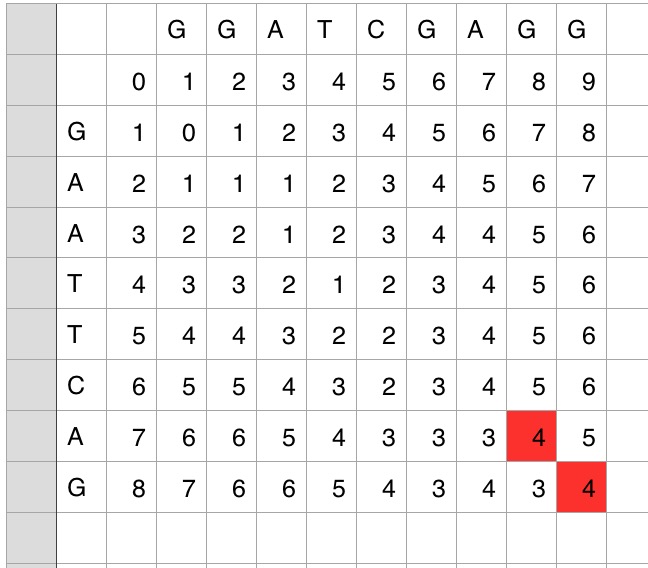 G G A T C G A G G
0 1 2 3 4 5 6 7 8 9
G 1 0 1 2 3 4 5 6 7 8
A 2 1 1 1 2 3 4 5 6 7
A 3 2 2 1 2 3 4 4 5 6
T 4 3 3 2 1 2 3 4 5 6
T 5 4 4 3 2 2 3 4 5 6
C 6 5 5 4 3 2 3 4 5 6
A 7 6 6 5 4 3 3 3 4 5
G 8 7 6 6 5 4 3 4 3 4